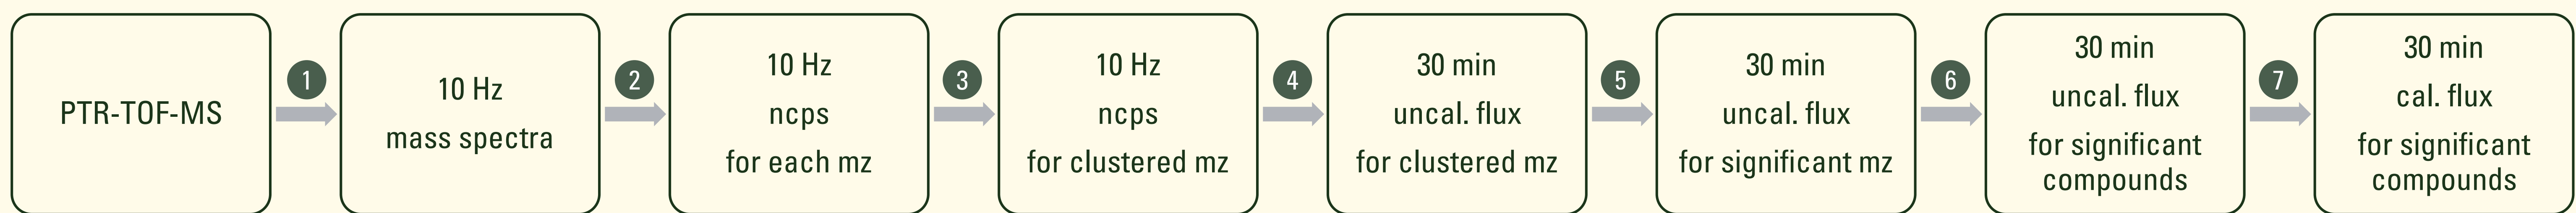 PTR-TOF-MS
1
10 Hz
mass spectra
2
10 Hz
ncps
for each mz
3
10 Hz
ncps
for clustered mz
4
30 min
uncal. flux
for clustered mz
5
30 min
uncal. flux
for significant mz
6
30 min
uncal. flux
for significant
compounds
7
30 min
cal. flux
for significant
compounds